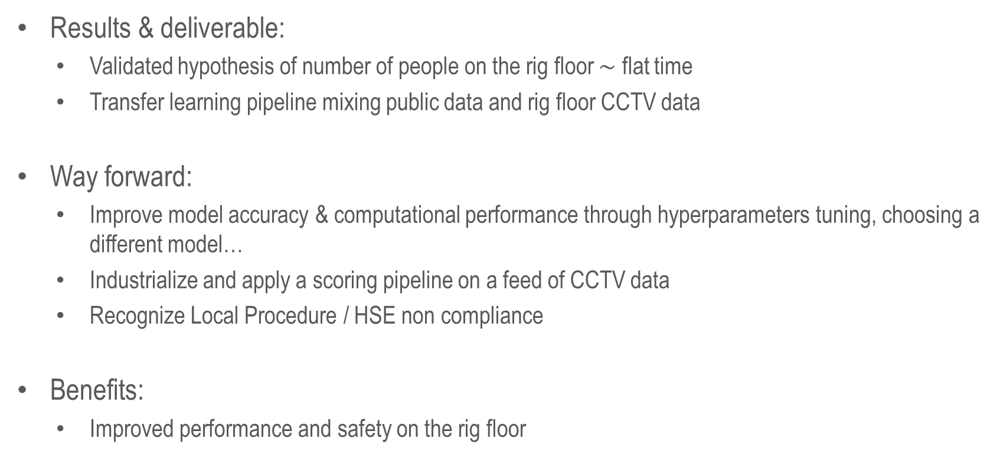 • Results & deliverable:
• Validated hypothesis of number of people on the rig floor ~ flat time
• Transfer learning pipeline mixing public data and rig floor CCTV data
• Way forward:
• Improve model accuracy & computational performance through hyperparameters tuning, choosing a
different model…
• Industrialize and apply a scoring pipeline on a feed of CCTV data
• Recognize Local Procedure / HSE non compliance
• Benefits:
• Improved performance and safety on the rig floor